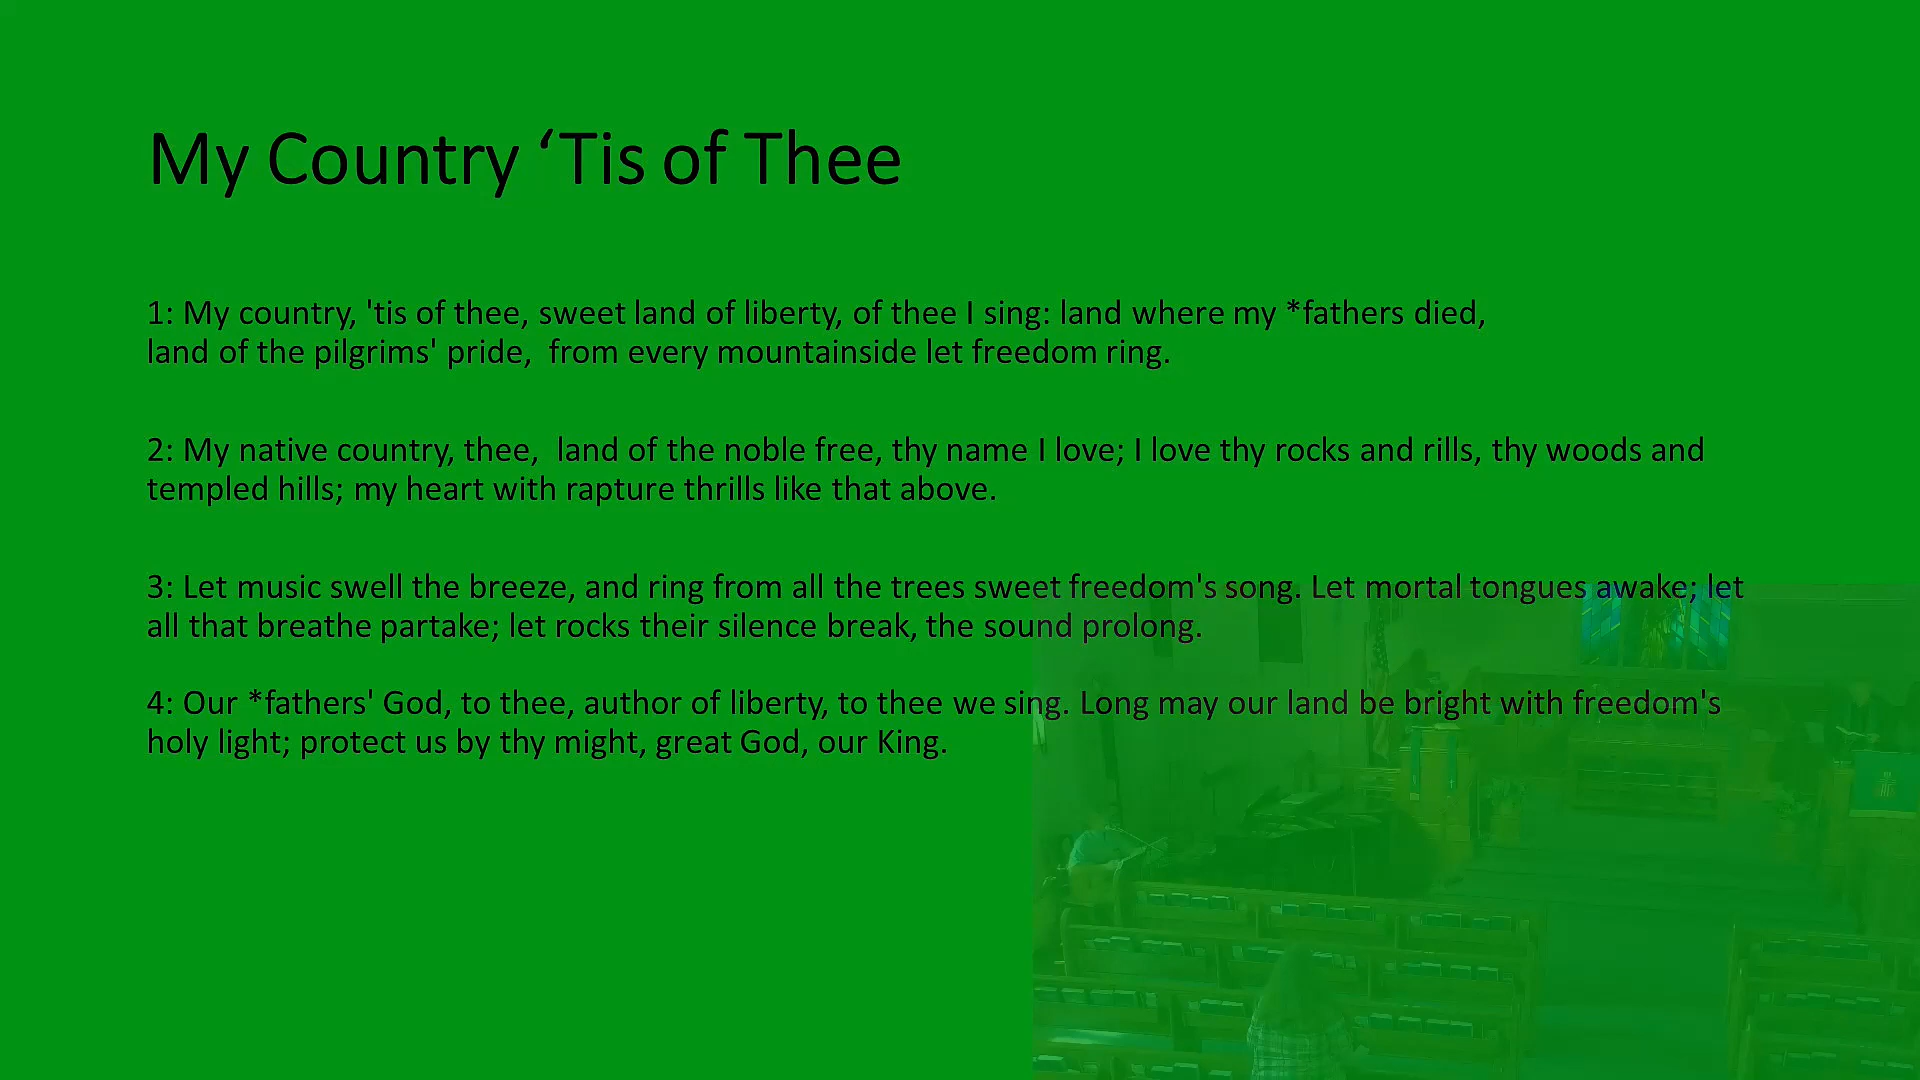 My Country ‘Tis of Thee
1: My country, 'tis of thee, sweet land of liberty, of thee I sing: land where my *fathers died,
land of the pilgrims' pride,  from every mountainside let freedom ring.
2: My native country, thee,  land of the noble free, thy name I love; I love thy rocks and rills, thy woods and
templed hills; my heart with rapture thrills like that above.
3: Let music swell the breeze, and ring from all the trees sweet freedom's song. Let mortal tongues awake; let
all that breathe partake; let rocks their silence break, the sound prolong.
4: Our *fathers' God, to thee, author of liberty, to thee we sing. Long may our land be bright with freedom's
holy light; protect us by thy might, great God, our King.